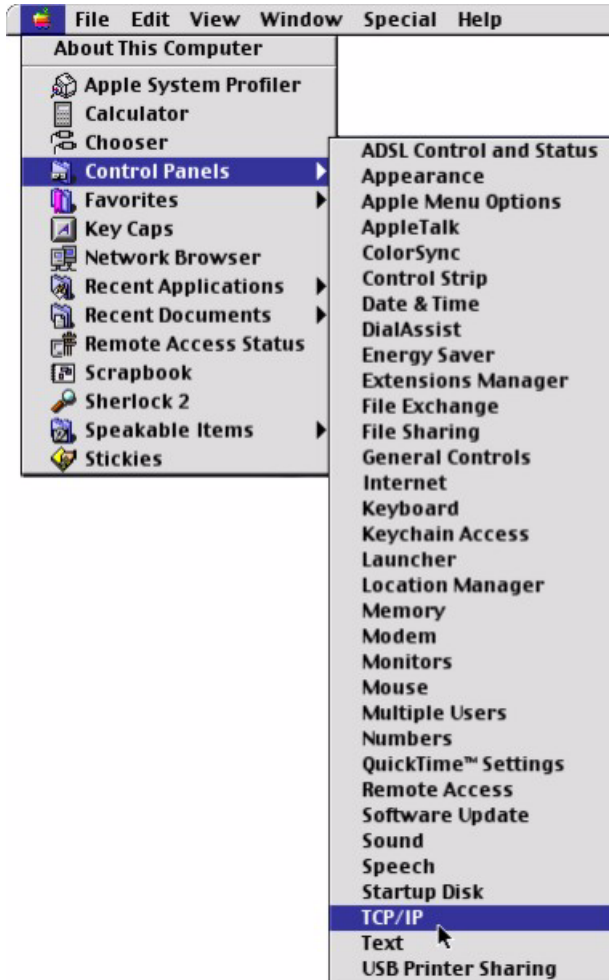 File Edit View Window Special Help
About This Computer
Apple System Profiler
Calculator
Chooser
Control Panels
Favorites
Key Caps
Network Browser
Recent Applications
Recent Documents
Remote Access Status
Scrapbook
Sherlock 2
Speakable Items
Stickies
ADSL Control and Status
Appearance
Apple Menu Options
AppleTalk
ColorSync
Control Strip
Date & Time
DialAssist
Energy Saver
Extensions Manager
File Exchange
File Sharing
General Controls
Internet
Keyboard
Keychain Access
Launcher
Location Manager
Memory
Modem
Monitors
Mouse
Multiple Users
Numbers
QuickTime™ Settings
Remote Access
Software Update
Sound
Speech
Startup Disk
TCP/IP
Text
USB Printer Sharing